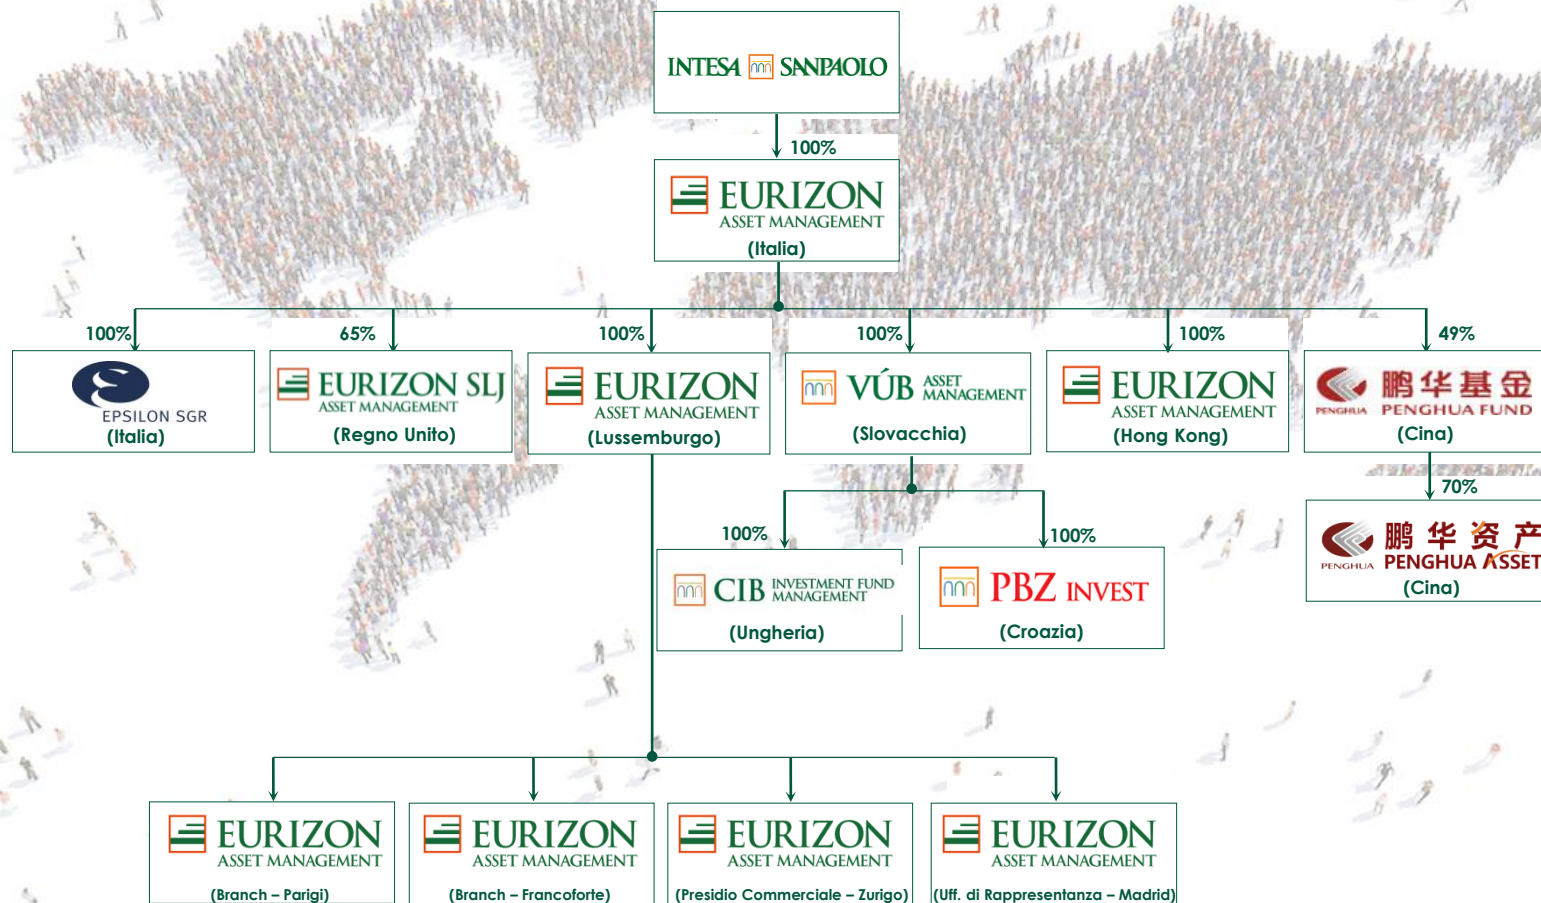 INTESA SANPAOLO
100%
EURIZON
ASSET MANAGEMENT
(Italia)
100%
65%
100%
100%
100%
49%
EPSILON SGR
(Italia)
EURIZON SLJ
ASSET MANAGEMENT
(Regno Unito)
EURIZON
ASSET MANAGEMENT
(Lussemburgo)
VÚB ASSET
MANAGEMENT
(Slovacchia)
EURIZON
ASSET MANAGEMENT
(Hong Kong)
鹏华基金
PENGHUA PENGHUA FUND
(Cina)
100%
100%
70%
CIB INVESTMENT FUND
MANAGEMENT
(Ungheria)
PBZ INVEST
(Croazia)
鹏华资产
PENGHUA PENGHUA ASSET
(Cina)
EURIZON
ASSET MANAGEMENT
(Branch – Parigi)
EURIZON
ASSET MANAGEMENT
(Branch – Francoforte)
EURIZON
ASSET MANAGEMENT
(Presidio Commerciale – Zurigo)
EURIZON
ASSET MANAGEMENT
(Uff. di Rappresentanza – Madrid)